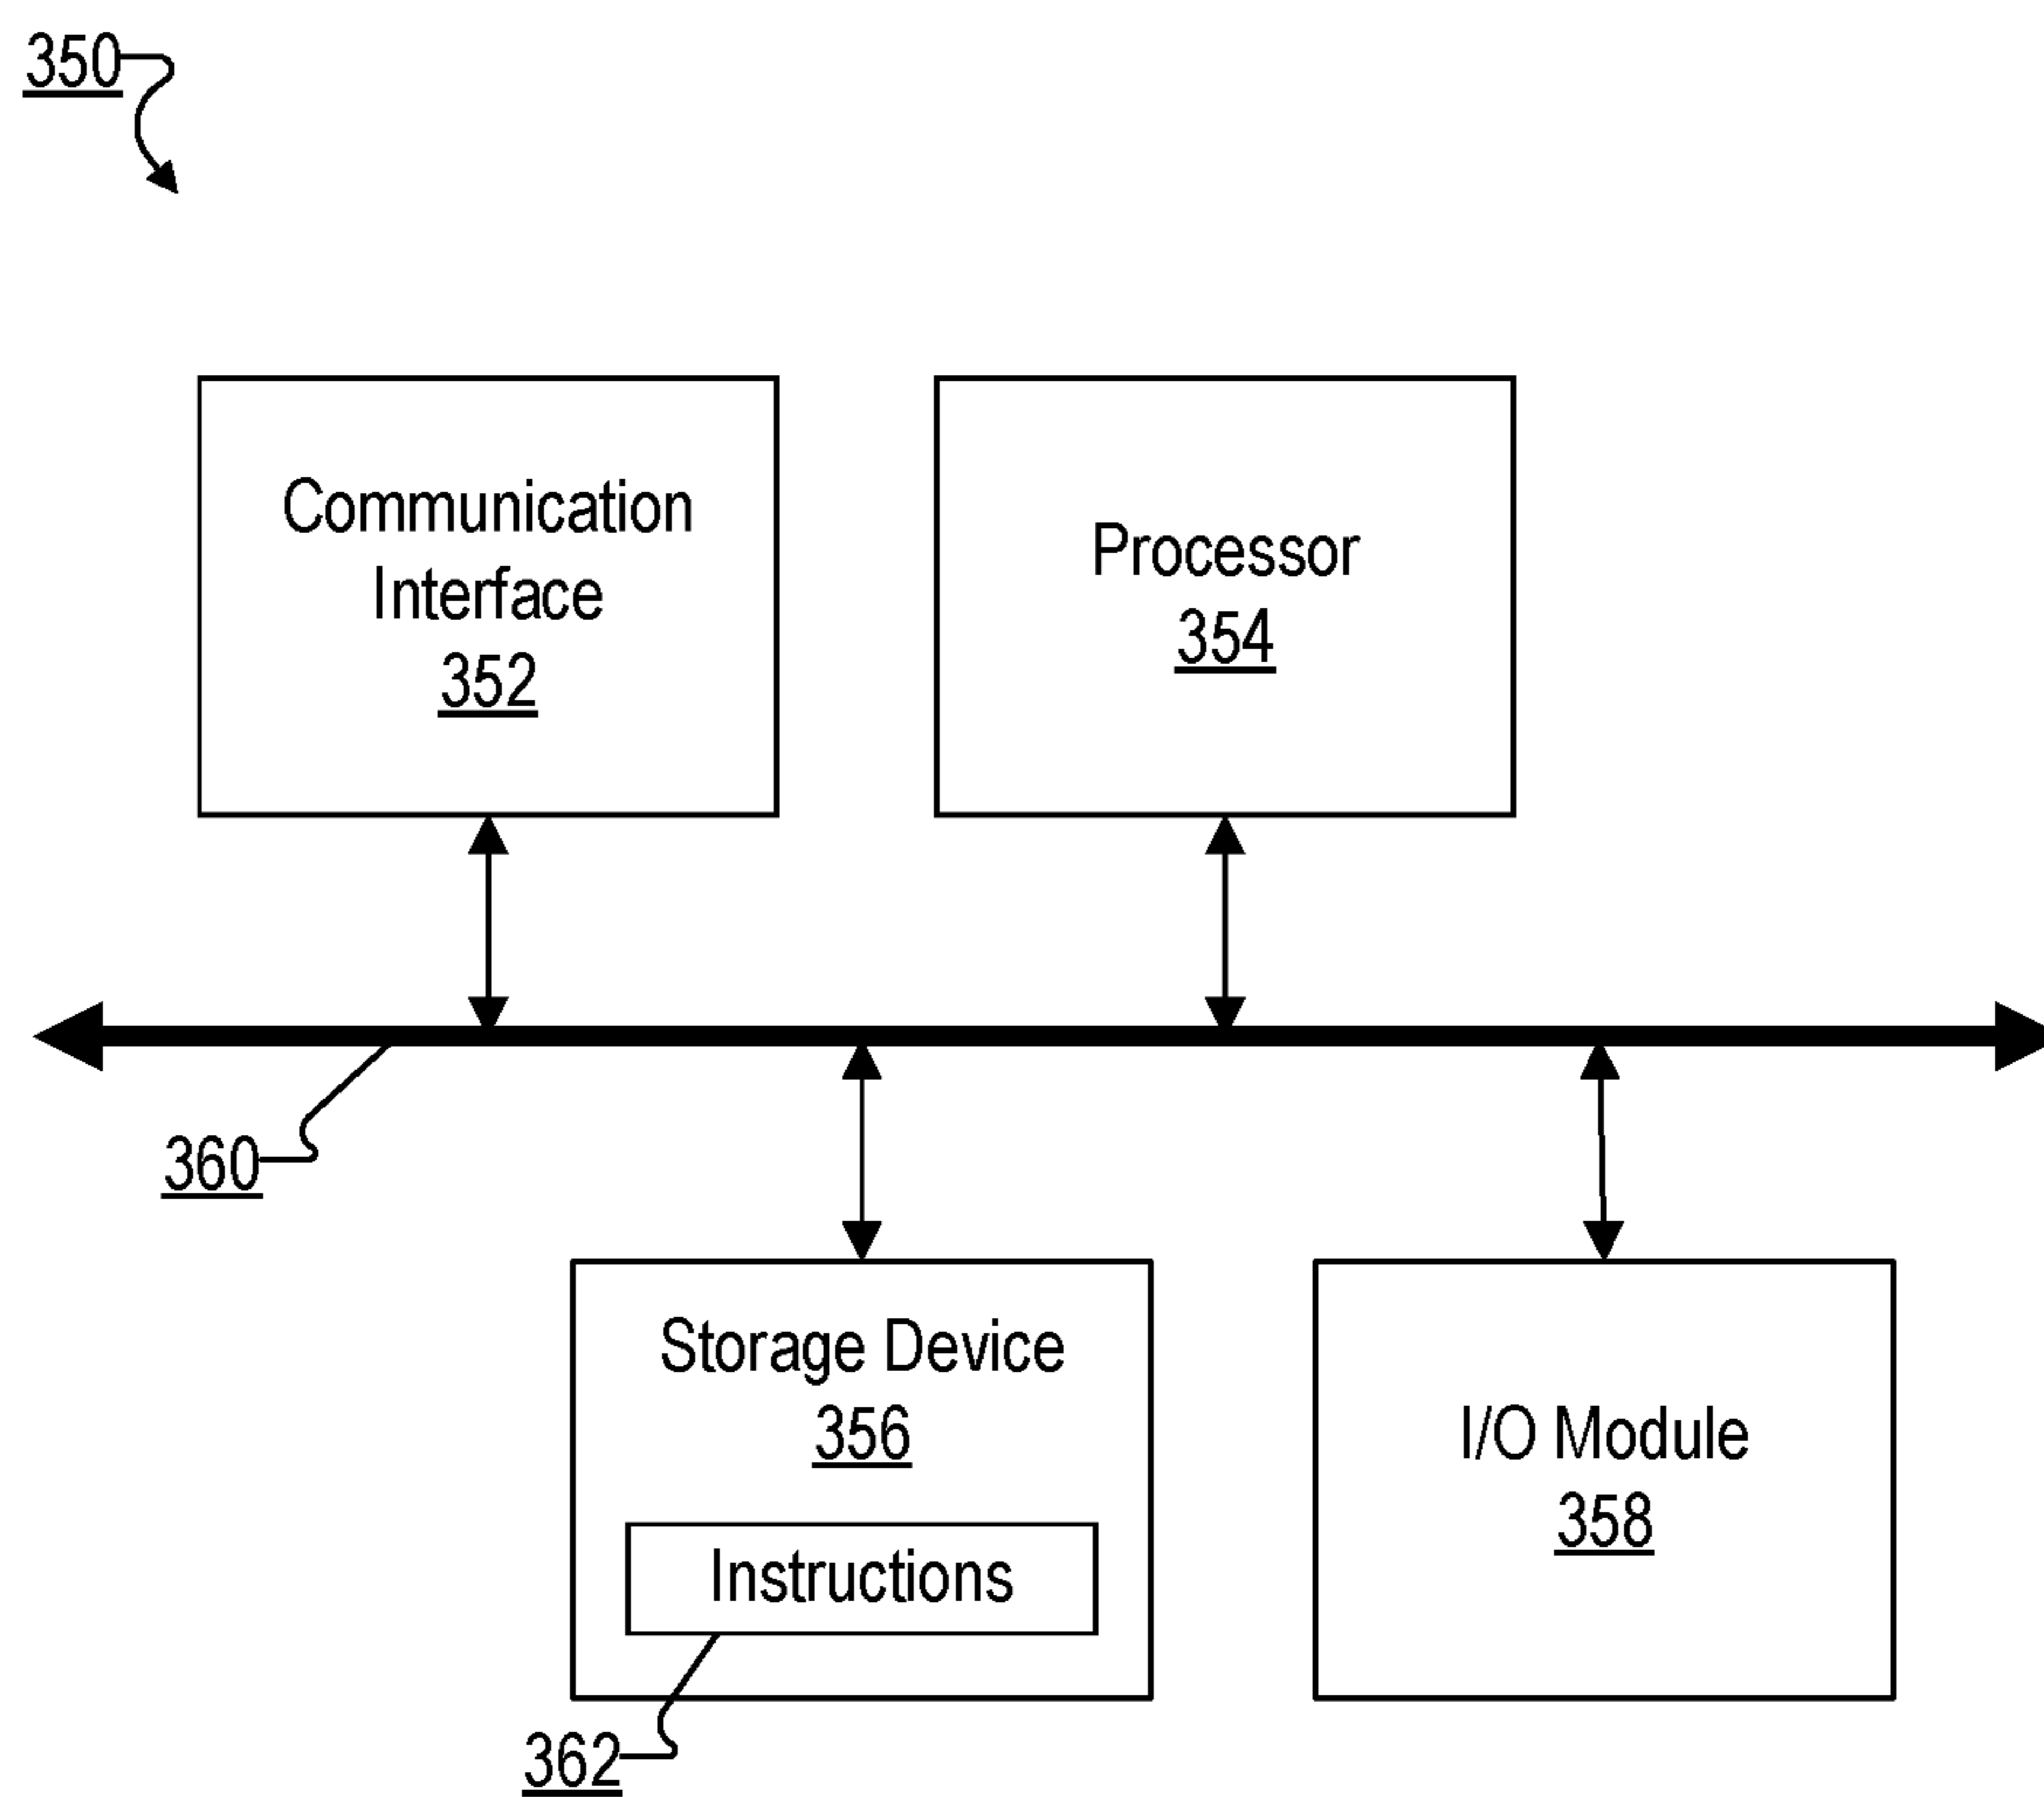 350
Communication
Interface
352
Processor
354
360
Storage Device
356
Instructions
362
I/O Module
358